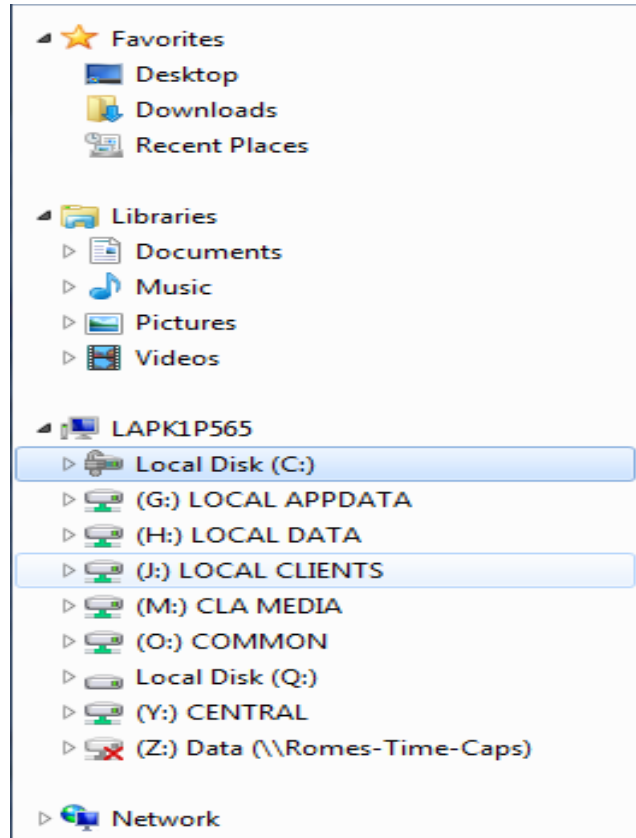 Favorites
Desktop
Downloads
Recent Places
Libraries
Documents
Music
Pictures
Videos
LAPK1P565
Local Disk (C:)
(G:) LOCAL APPDATA
(H:) LOCAL DATA
(J:) LOCAL CLIENTS
(M:) CLA MEDIA
(O:) COMMON
Local Disk (Q:)
(Y:) CENTRAL
(Z:) Data (\\Romes-Time-Caps)
Network